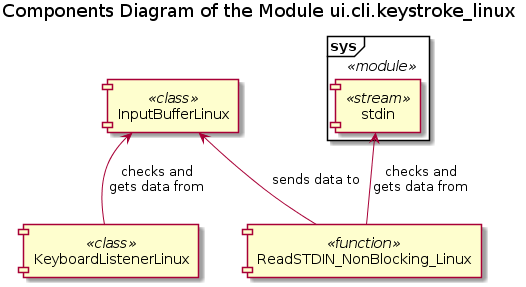 Components Diagram of the Module ui.cli.keystroke_linux
sys
«module»
«class»
InputBufferLinux
«stream»
stdin
checks and
gets data from
sends data to
checks and
gets data from
«class»
KeyboardListenerLinux
«function»
ReadSTDIN_NonBlocking_Linux